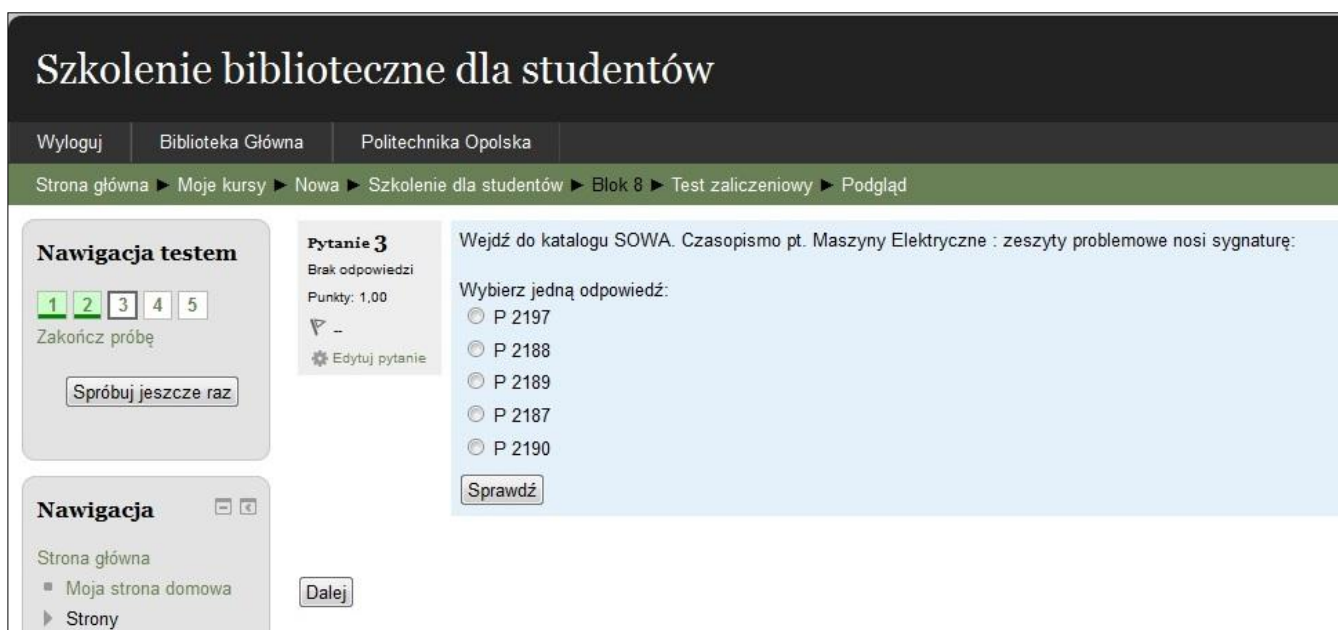 Szkolenie biblioteczne dla studentów
Wyloguj Biblioteka Główna Politechnika Opolska
Strona główna ► Moje kursy ► Nowa ► Szkolenie dla studentów ► Blok 8 ► Test zaliczeniowy ► Podgląd
Nawigacja testem
1 2 3 4 5
Zakończ próbę
Spróbuj jeszcze raz
Pytanie 3
Brak odpowiedzi
Punkty: 1,00
–
Edytuj pytanie
Wejdź do katalogu SOWA. Czasopismo pt. Maszyny Elektryczne : zeszyty problemowe nosi sygnaturę:
Wybierz jedną odpowiedź:
P 2197
P 2188
P 2189
P 2187
P 2190
Sprawdź
Nawigacja
Strona główna
Moja strona domowa
Strony
Dalej